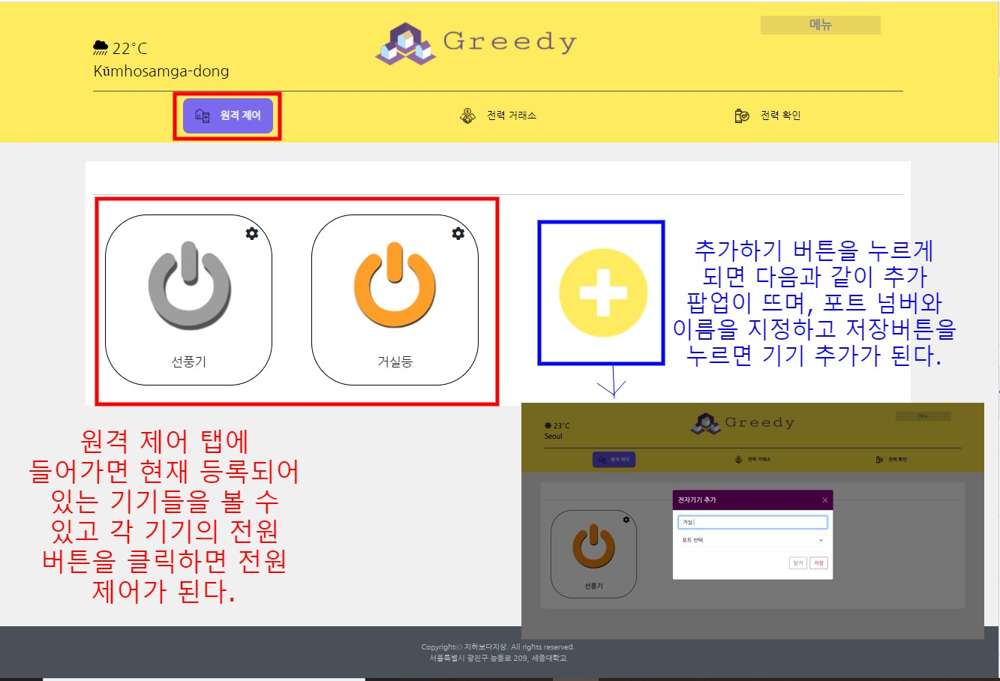 22°C
Kŭmhosamga-dong
Greedy
메뉴
원격 제어
전력 거래소
전력 확인
선풍기
거실등
추가하기 버튼을 누르게
되면 다음과 같이 추가
팝업이 뜨며, 포트 넘버와
이름을 지정하고 저장버튼을
누르면 기기 추가가 된다.
원격 제어 탭에
들어가면 현재 등록되어
있는 기기들을 볼 수
있고 각 기기의 전원
버튼을 클릭하면 전원
제어가 된다.
23°C
Seoul
Greedy
메뉴
원격 제어
전력 거래소
전력 확인
전자기기 추가
거실
포트 선택
닫기
저장
선풍기
Copyrightⓒ 지하보다지상. All rights reserved.
서울특별시 광진구 능동로 209, 세종대학교